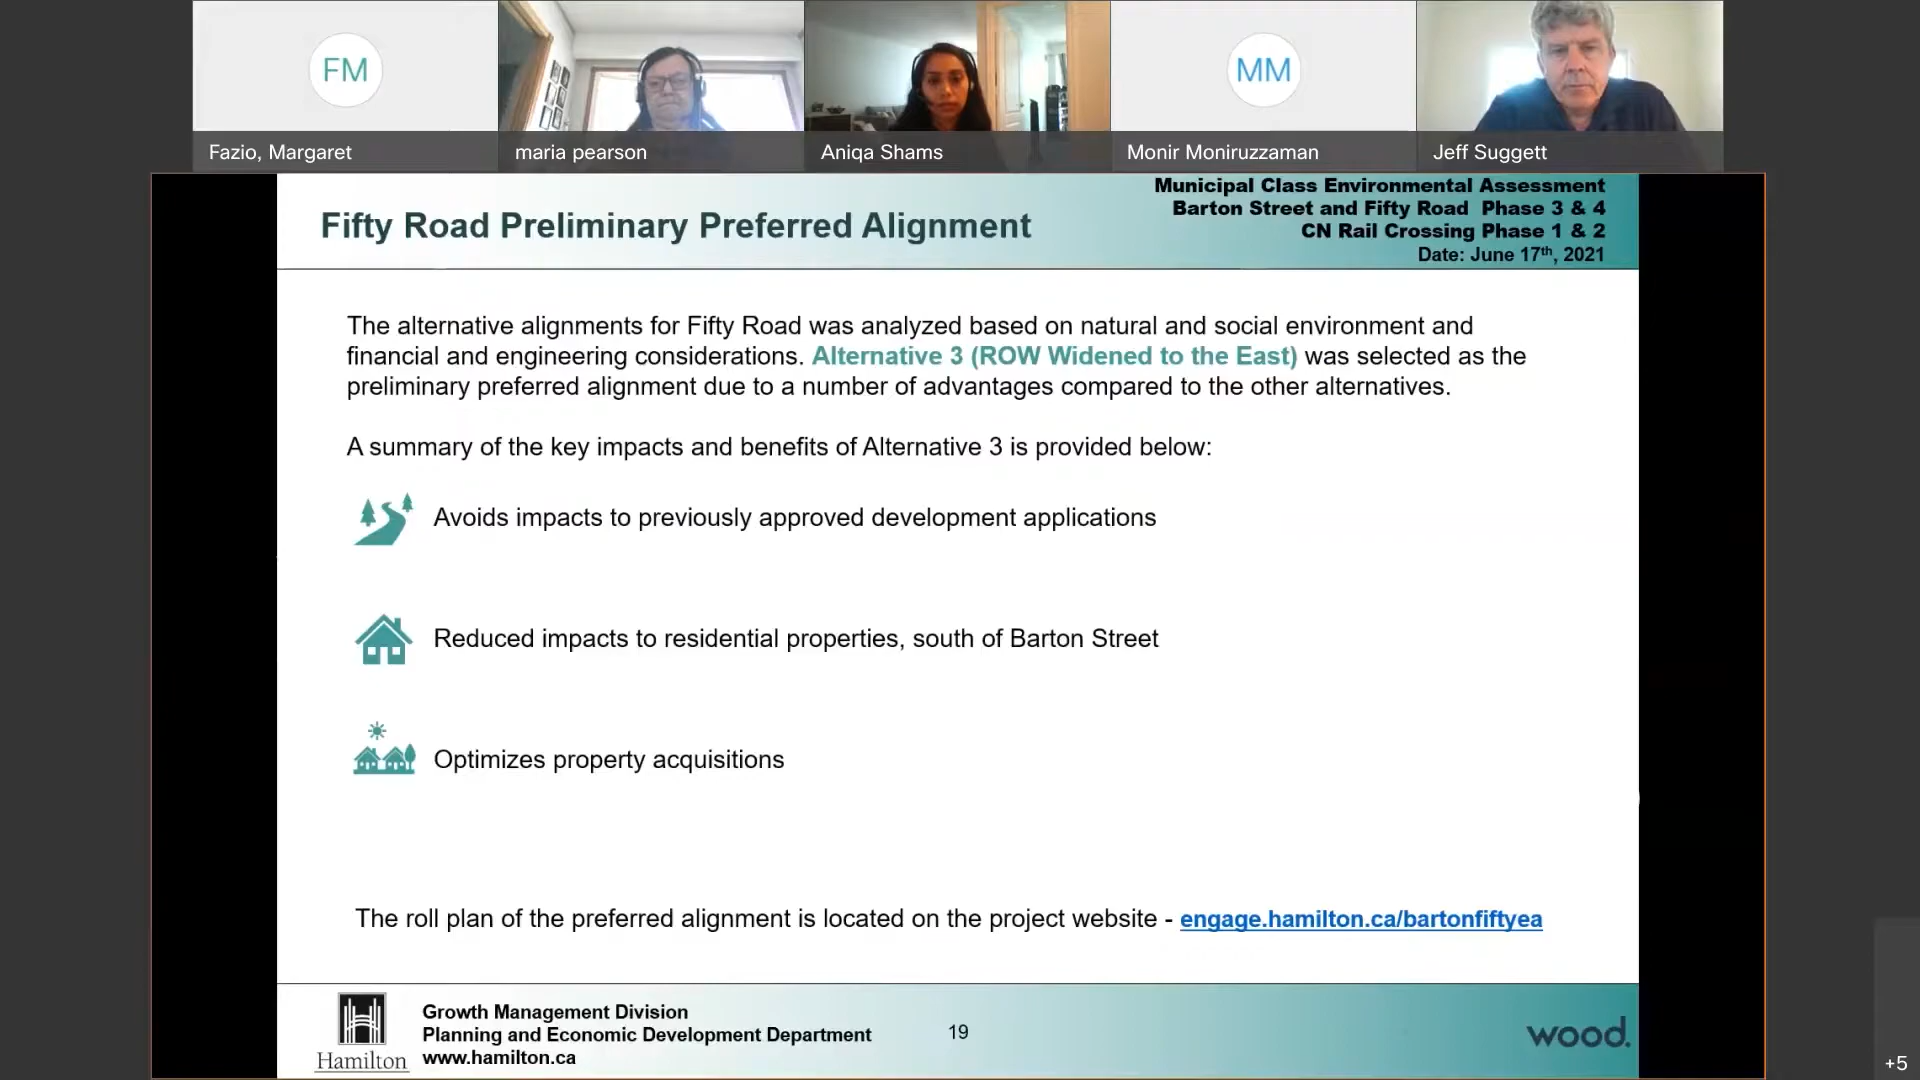 FM
MM
Fazio, Margaret
maria pearson
Aniqa Shams
Monir Moniruzzaman
Jeff Suggett
Fifty Road Preliminary Preferred Alignment
Municipal Class Environmental Assessment
Barton Street and Fifty Road Phase 3 & 4
CN Rail Crossing Phase 1 & 2
Date: June 17th, 2021
The alternative alignments for Fifty Road was analyzed based on natural and social environment and
financial and engineering considerations. Alternative 3 (ROW Widened to the East) was selected as the
preliminary preferred alignment due to a number of advantages compared to the other alternatives.
A summary of the key impacts and benefits of Alternative 3 is provided below:
Avoids impacts to previously approved development applications
Reduced impacts to residential properties, south of Barton Street
Optimizes property acquisitions
The roll plan of the preferred alignment is located on the project website - engage.hamilton.ca/bartonfiftyea
Hamilton
Growth Management Division
Planning and Economic Development Department
www.hamilton.ca
19
wood.
+5